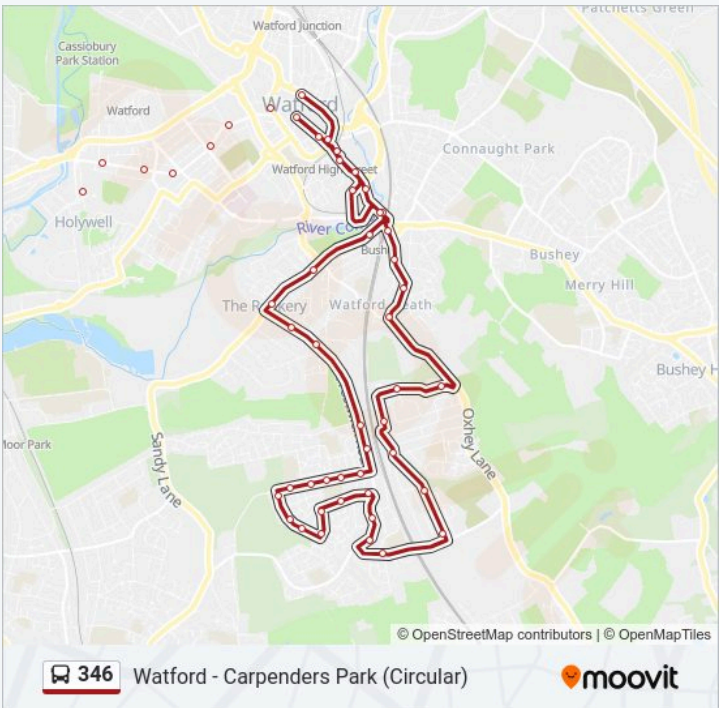 Patchetts Green
Watford Junction
Cassiobury
Park Station
Watford
Watford
Connaught Park
Watford High Street
Holywell
River Co
Bush
Bushey
Merry Hill
The Rookery
Watford Heath
Bushey H
Moor Park
Sandy Lane
Oxhey Lane
© OpenStreetMap contributors | © OpenMapTiles
346 Watford - Carpenders Park (Circular)
moovit